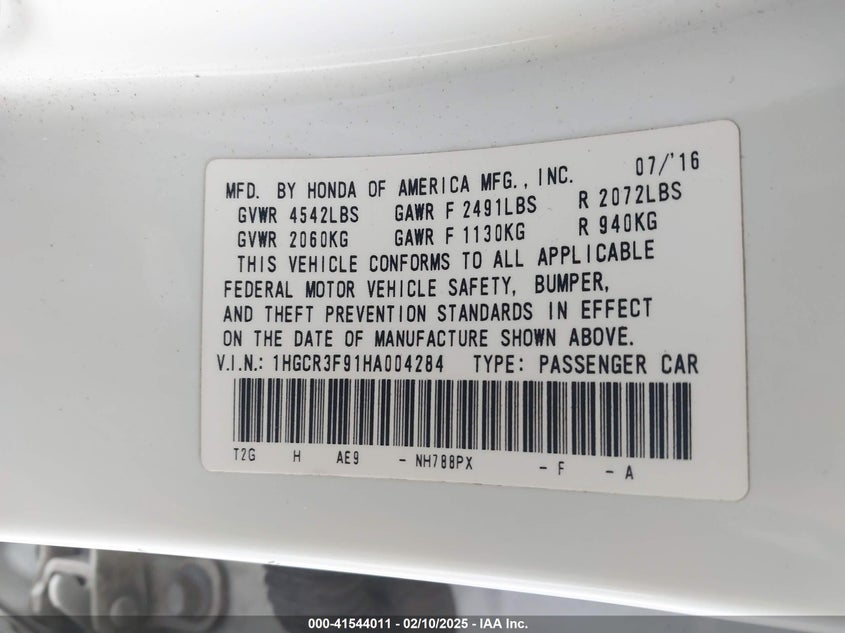 07/'16
MFD. BY HONDA OF AMERICA MFG., INC.
GVWR 4542LBS GAWR F 2491LBS R 2072LBS
GVWR 2060KG GAWR F 1130KG R 940KG
THIS VEHICLE CONFORMS TO ALL APPLICABLE
FEDERAL MOTOR VEHICLE SAFETY, BUMPER,
AND THEFT PREVENTION STANDARDS IN EFFECT
ON THE DATE OF MANUFACTURE SHOWN ABOVE.
V.I.N.: 1HGCR3F91HA004284 TYPE: PASSENGER CAR
T2G H AE9 - NH788PX - F - A
000-41544011 — 02/10/2025 — IAA Inc.